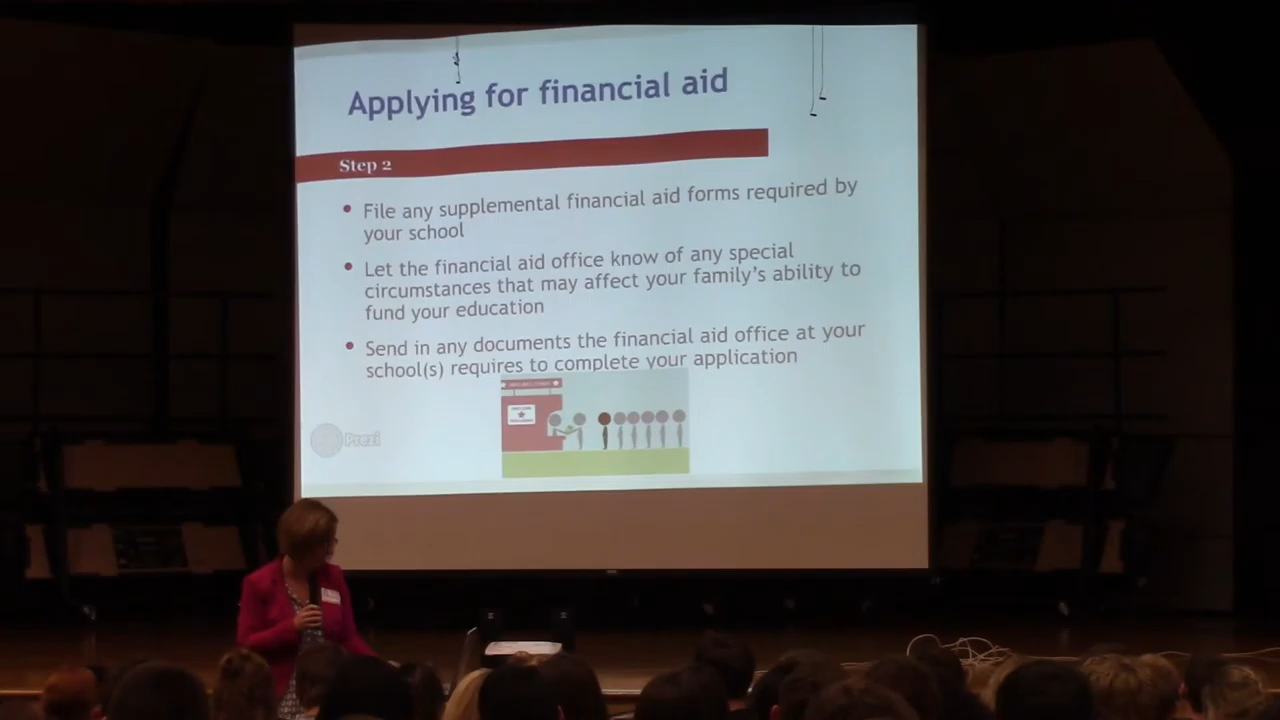 Applying for financial aid
Step 2
File any supplemental financial aid forms required by
your school
Let the financial aid office know of any special
circumstances that may affect your family's ability to
fund your education
Send in any documents the financial aid office at your
school(s) requires to complete your application
Prezi